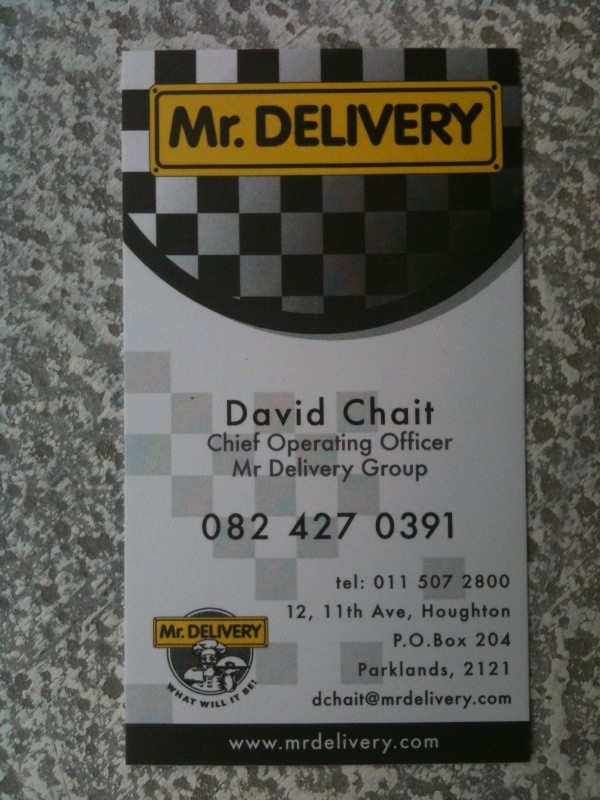 Mr. DELIVERY
David Chait
Chief Operating Officer
Mr Delivery Group
082 427 0391
tel: 011 507 2800
12, 11th Ave, Houghton
P.O.Box 204
Parklands, 2121
dchait@mrdelivery.com
Mr. DELIVERY
WHAT WILL IT BE!
www.mrdelivery.com